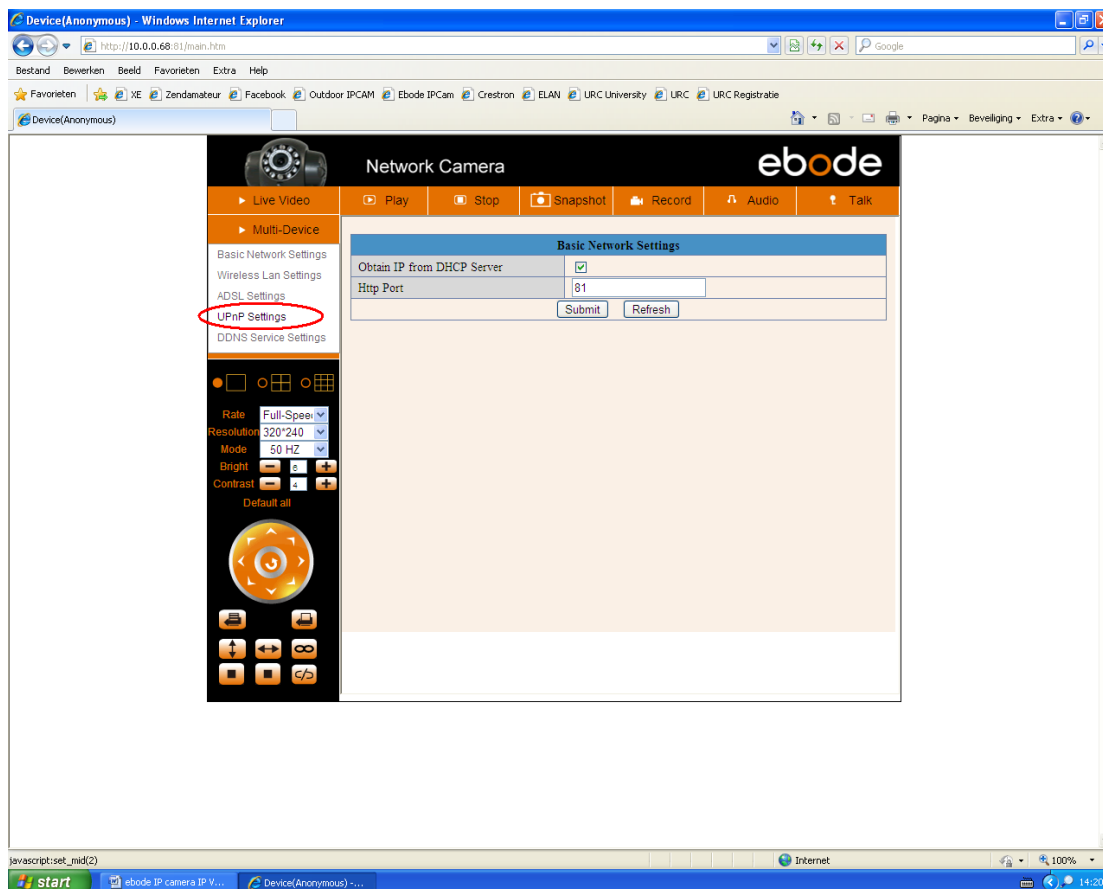 Device(Anonymous) - Windows Internet Explorer
http://10.0.0.68:81/main.htm
Google
Bestand Bewerken Beeld Favorieten Extra Help
Favorieten XE Zendamateur Facebook Outdoor IPCAM Ebode IPCam Crestron ELAN URC University URC URC Registratie
Device(Anonymous)
Pagina Beveiliging Extra
Network Camera
ebode
Live Video
Play
Stop
Snapshot
Record
Audio
Talk
Multi-Device
Basic Network Settings
Wireless Lan Settings
ADSL Settings
UPnP Settings
DDNS Service Settings
Basic Network Settings
Obtain IP from DHCP Server
Http Port 81
Submit Refresh
Rate Full-Spee
Resolution 320*240
Mode 50 HZ
Bright 6
Contrast 4
Default all
javascript:set_mid(2)
Internet
100%
start
ebode IP camera IP V...
Device(Anonymous) -...
14:20